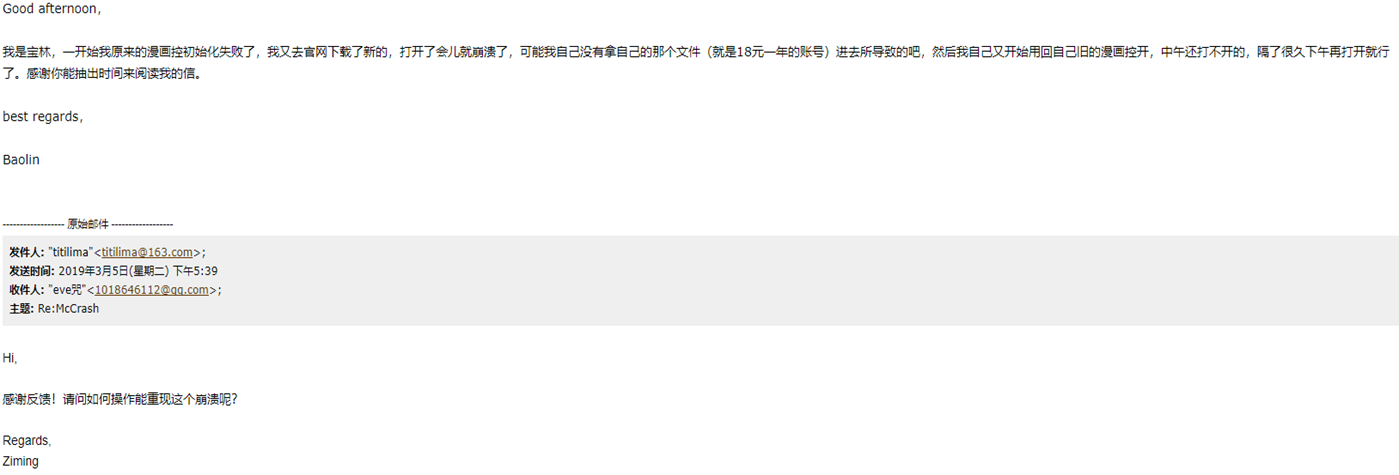 Good afternoon,
我是宝林，一开始我原来的漫画控初始化失败了，我又去官网下载了新的，打开了会儿就崩溃了，可能我自己没有拿自己的那个文件（就是18元一年的账号）进去所导致的吧，然后我自己又开始用回自己旧的漫画控开，中午还打不开的，隔了很久下午再打开就行
了。感谢你能抽出时间来阅读我的信。
best regards,
Baolin
------------------ 原始邮件 ------------------
发件人: "titilima"<titilima@163.com>;
发送时间: 2019年3月5日(星期二) 下午5:39
收件人: "eve咒"<1018646112@qq.com>;
主题: Re:McCrash
Hi,
感谢反馈！请问如何操作能重现这个崩溃呢？
Regards,
Ziming